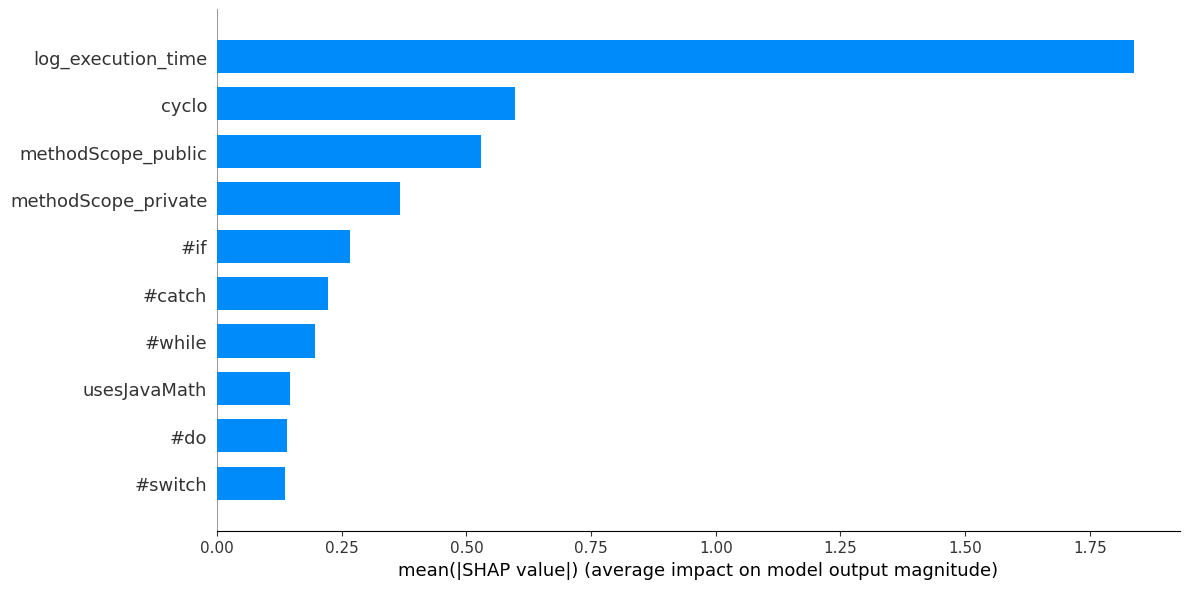 log_execution_time
cyclo
methodScope_public
methodScope_private
#if
#catch
#while
usesJavaMath
#do
#switch
0.00 0.25 0.50 0.75 1.00 1.25 1.50 1.75
mean(|SHAP value|) (average impact on model output magnitude)